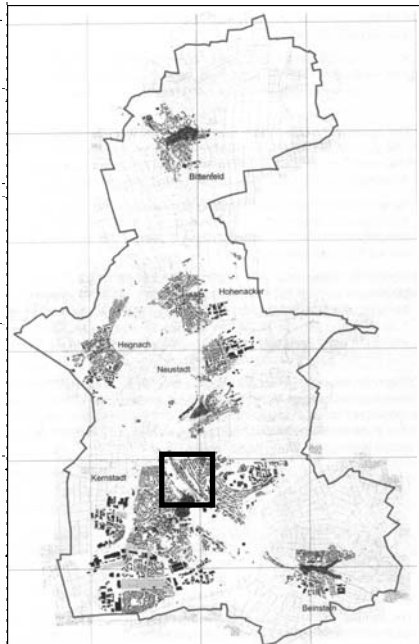 Bittenfeld
Hohenacker
Hegnach
Neustadt
Kernstadt
Beinstein